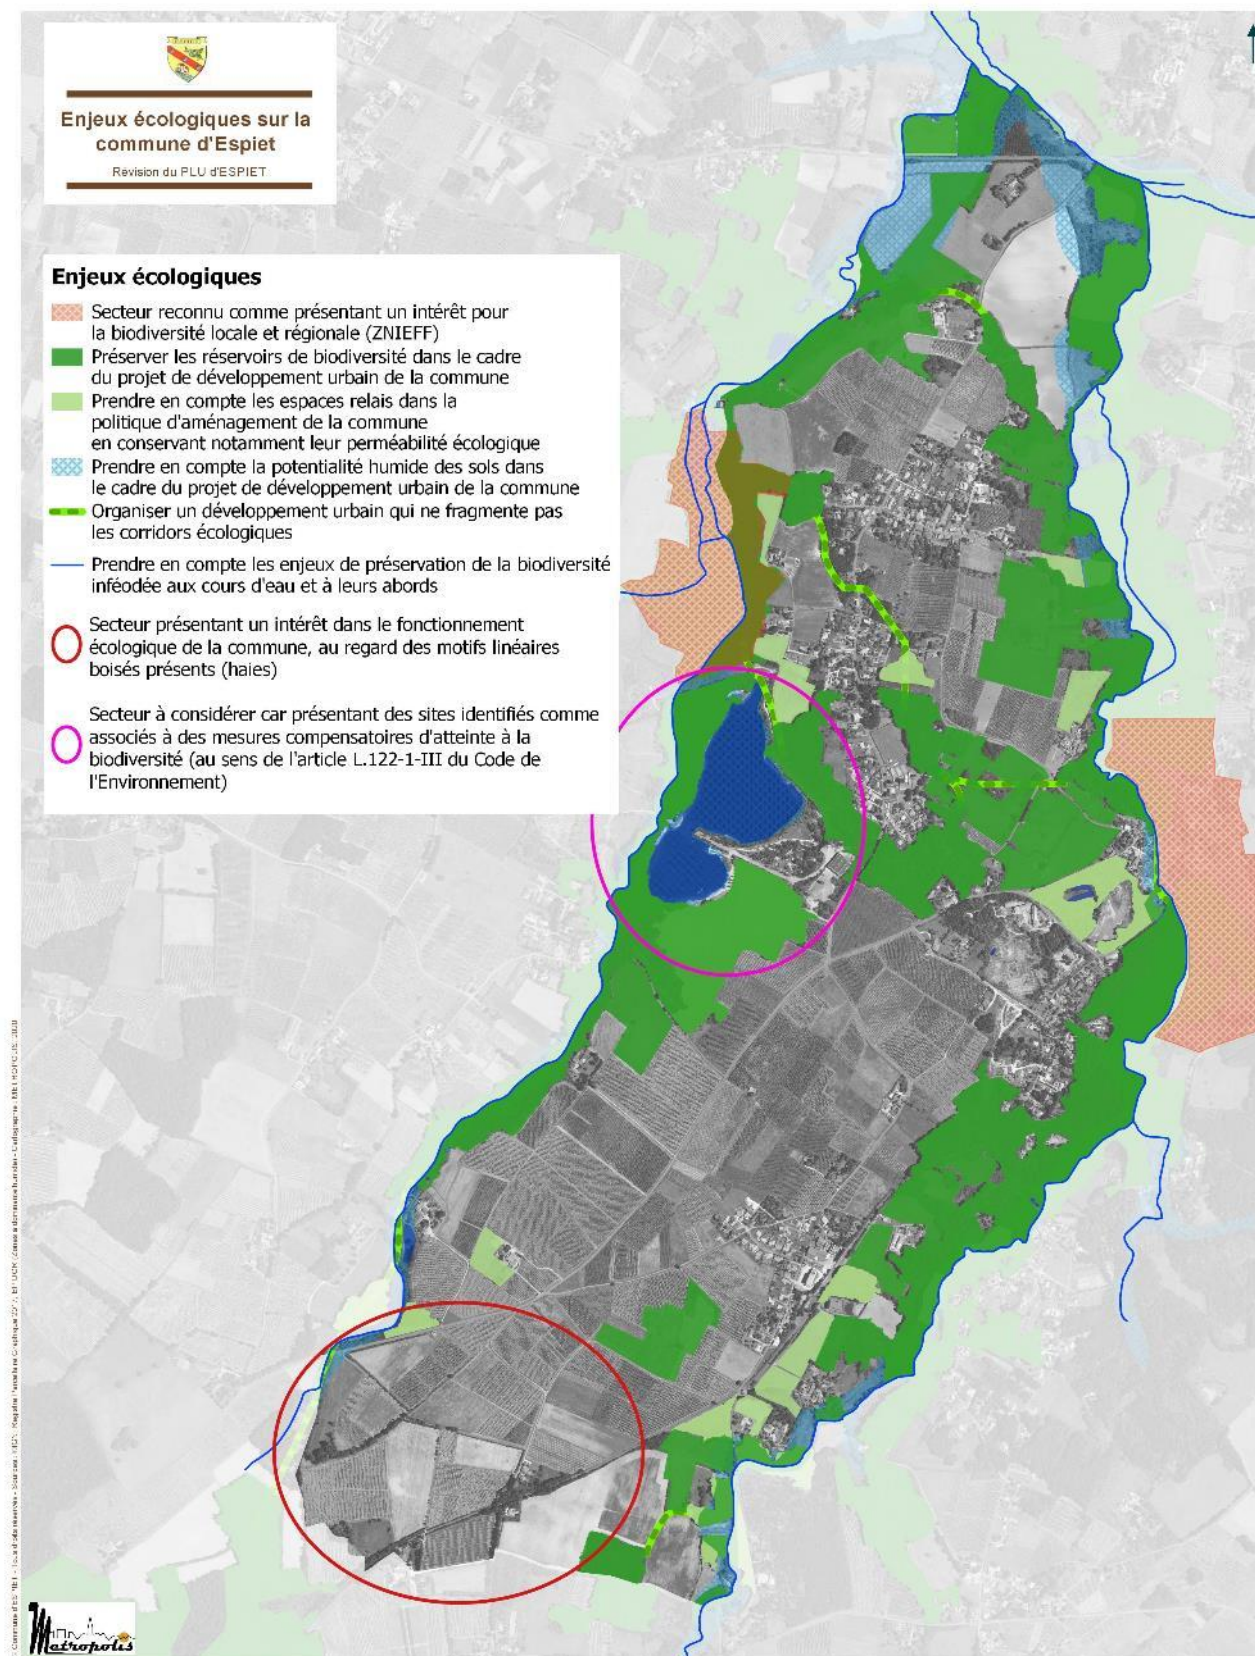 Enjeux écologiques sur la
commune d'Espiet
Révision du PLU d'ESPIET
Enjeux écologiques
Secteur reconnu comme présentant un intérêt pour
la biodiversité locale et régionale (ZNIEFF)
Préserver les réservoirs de biodiversité dans le cadre
du projet de développement urbain de la commune
Prendre en compte les espaces relais dans la
politique d'aménagement de la commune
en conservant notamment leur perméabilité écologique
Prendre en compte la potentialité humide des sols dans
le cadre du projet de développement urbain de la commune
Organiser un développement urbain qui ne fragmente pas
les corridors écologiques
Prendre en compte les enjeux de préservation de la biodiversité
inféodée aux cours d'eau et à leurs abords
Secteur présentant un intérêt dans le fonctionnement
écologique de la commune, au regard des motifs linéaires
boisés présents (haies)
Secteur à considérer car présentant des sites identifiés comme
associés à des mesures compensatoires d'atteinte à la
biodiversité (au sens de l'article L.122-1-III du Code de
l'Environnement)
Metropolis